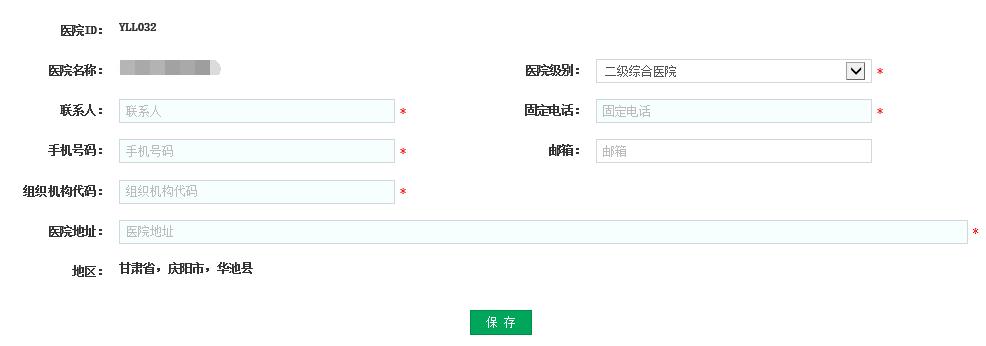 医院ID： YLL032
医院名称：
医院级别： 二级综合医院 *
联系人： 联系人 *
固定电话： 固定电话 *
手机号码： 手机号码 *
邮箱： 邮箱
组织机构代码： 组织机构代码 *
医院地址： 医院地址 *
地区： 甘肃省，庆阳市，华池县
保 存